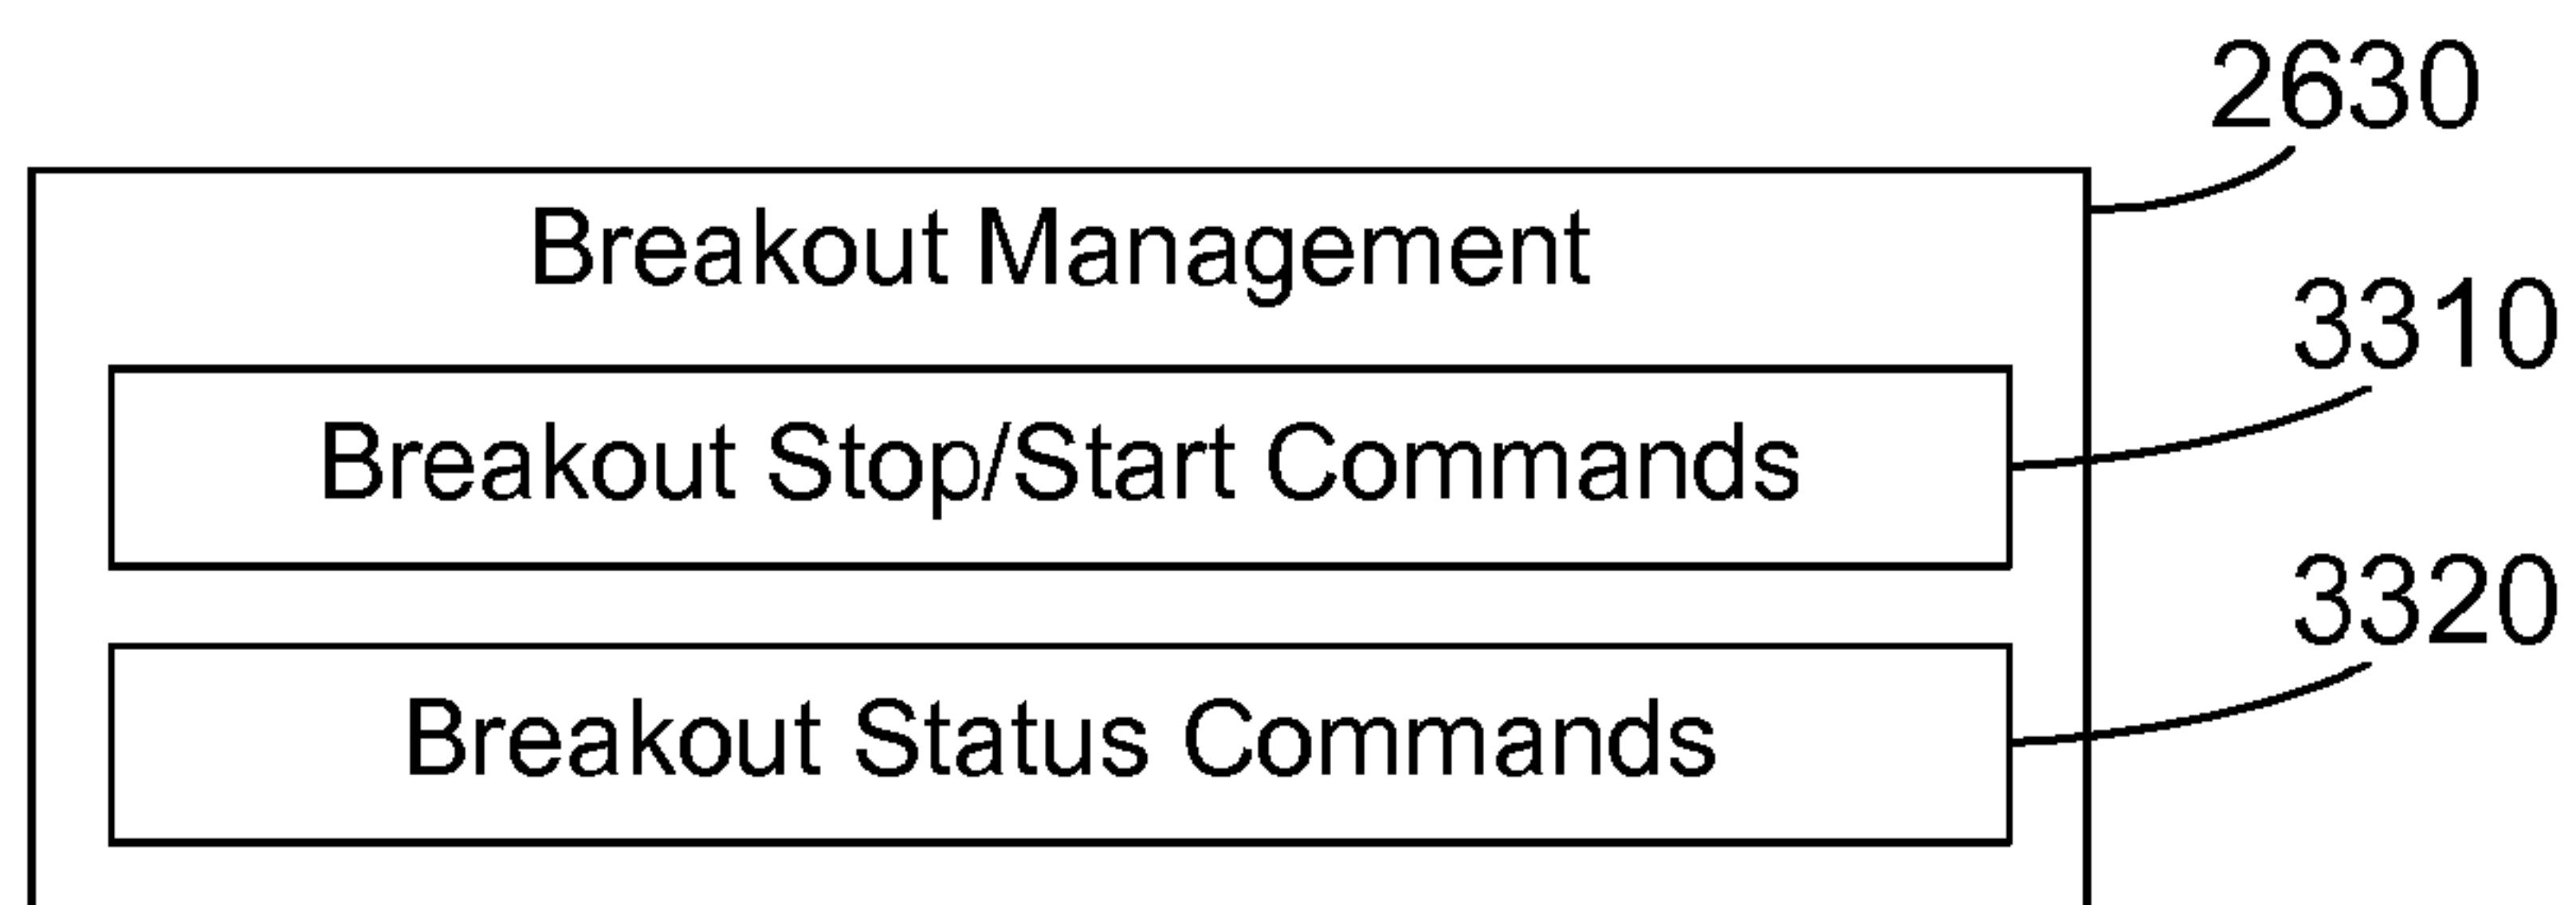 2630
Breakout Management
3310
Breakout Stop/Start Commands
3320
Breakout Status Commands